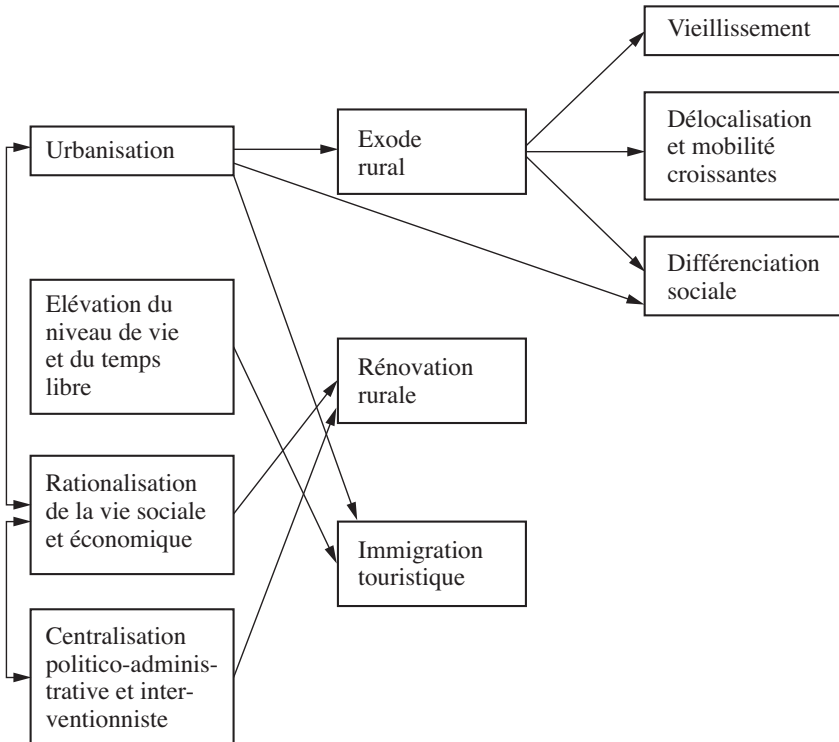 Urbanisation
Elévation du
niveau de vie
et du temps
libre
Rationalisation
de la vie sociale
et économique
Centralisation
politico-adminis-
trative et inter-
ventionniste
Exode
rural
Rénovation
rurale
Immigration
touristique
Vieillissement
Délocalisation
et mobilité
croissantes
Différenciation
sociale